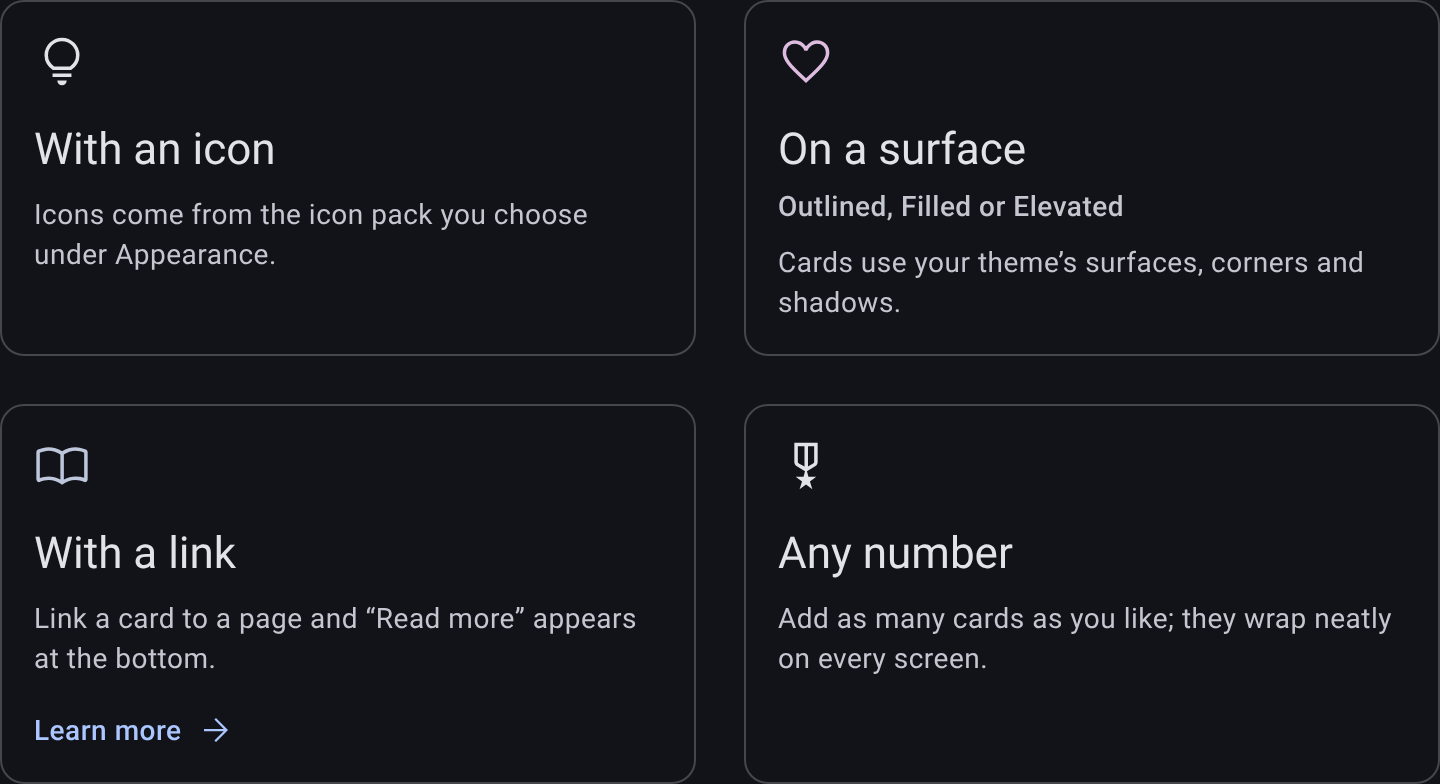 With an icon
Icons come from the icon pack you choose
under Appearance.
On a surface
Outlined, Filled or Elevated
Cards use your theme’s surfaces, corners and
shadows.
With a link
Link a card to a page and “Read more” appears
at the bottom.
Learn more
Any number
Add as many cards as you like; they wrap neatly
on every screen.